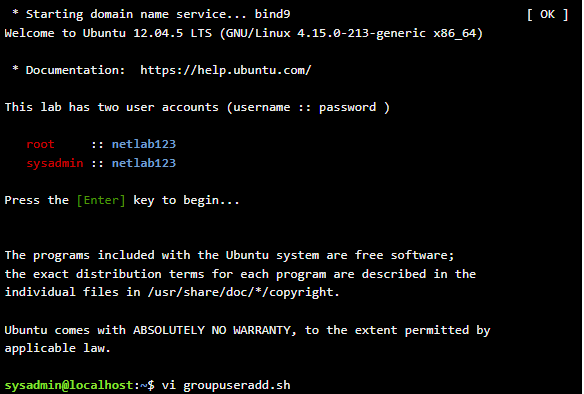 * Starting domain name service... bind9 [ OK ]
Welcome to Ubuntu 12.04.5 LTS (GNU/Linux 4.15.0-213-generic x86_64)
* Documentation:  https://help.ubuntu.com/
This lab has two user accounts (username :: password )
root     :: netlab123
sysadmin :: netlab123
Press the [Enter] key to begin...
The programs included with the Ubuntu system are free software;
the exact distribution terms for each program are described in the
individual files in /usr/share/doc/*/copyright.
Ubuntu comes with ABSOLUTELY NO WARRANTY, to the extent permitted by
applicable law.
sysadmin@localhost:~$ vi groupuseradd.sh